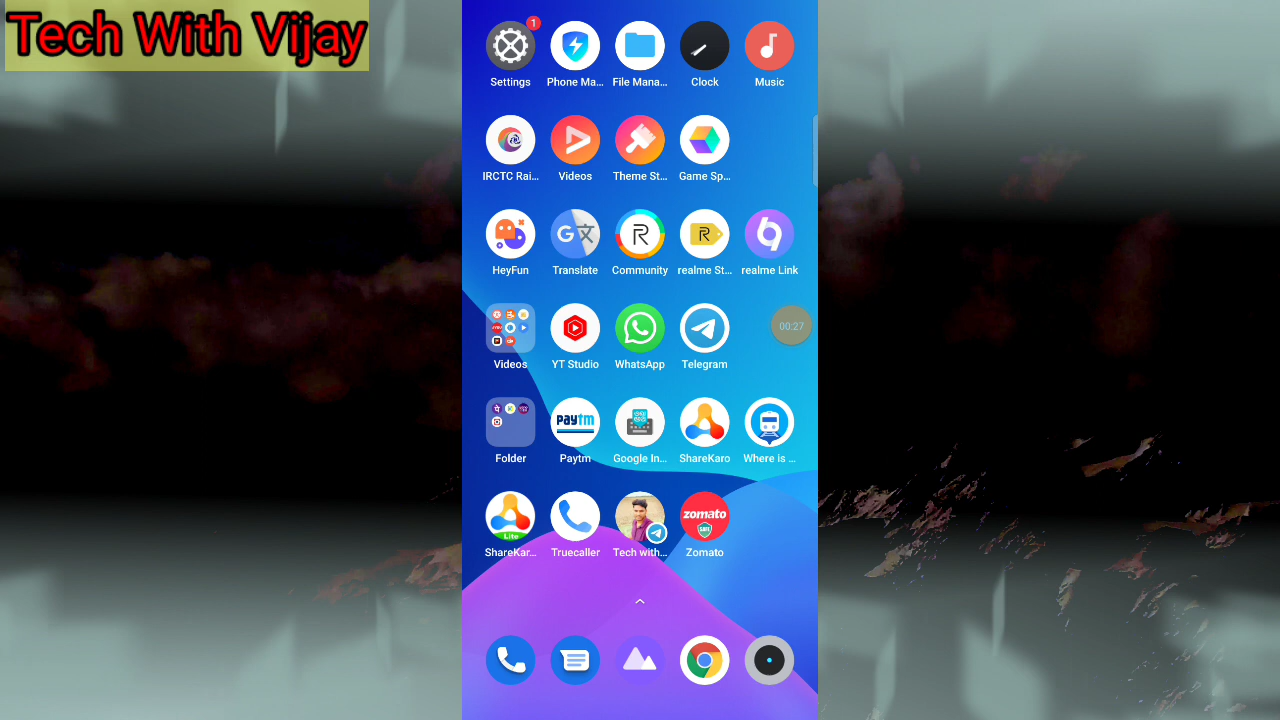 Tech With Vijay
1
Settings
Phone Ma...
File Mana...
Clock
Music
IRCTC Rai...
Videos
Theme St...
Game Sp...
HeyFun
Translate
Community
realme St...
realme Link
00:27
Videos
YT Studio
WhatsApp
Telegram
paytm
Folder
Paytm
Google In...
ShareKaro
Where is ...
Lite
zomato
ShareKar...
Truecaller
Tech with...
Zomato